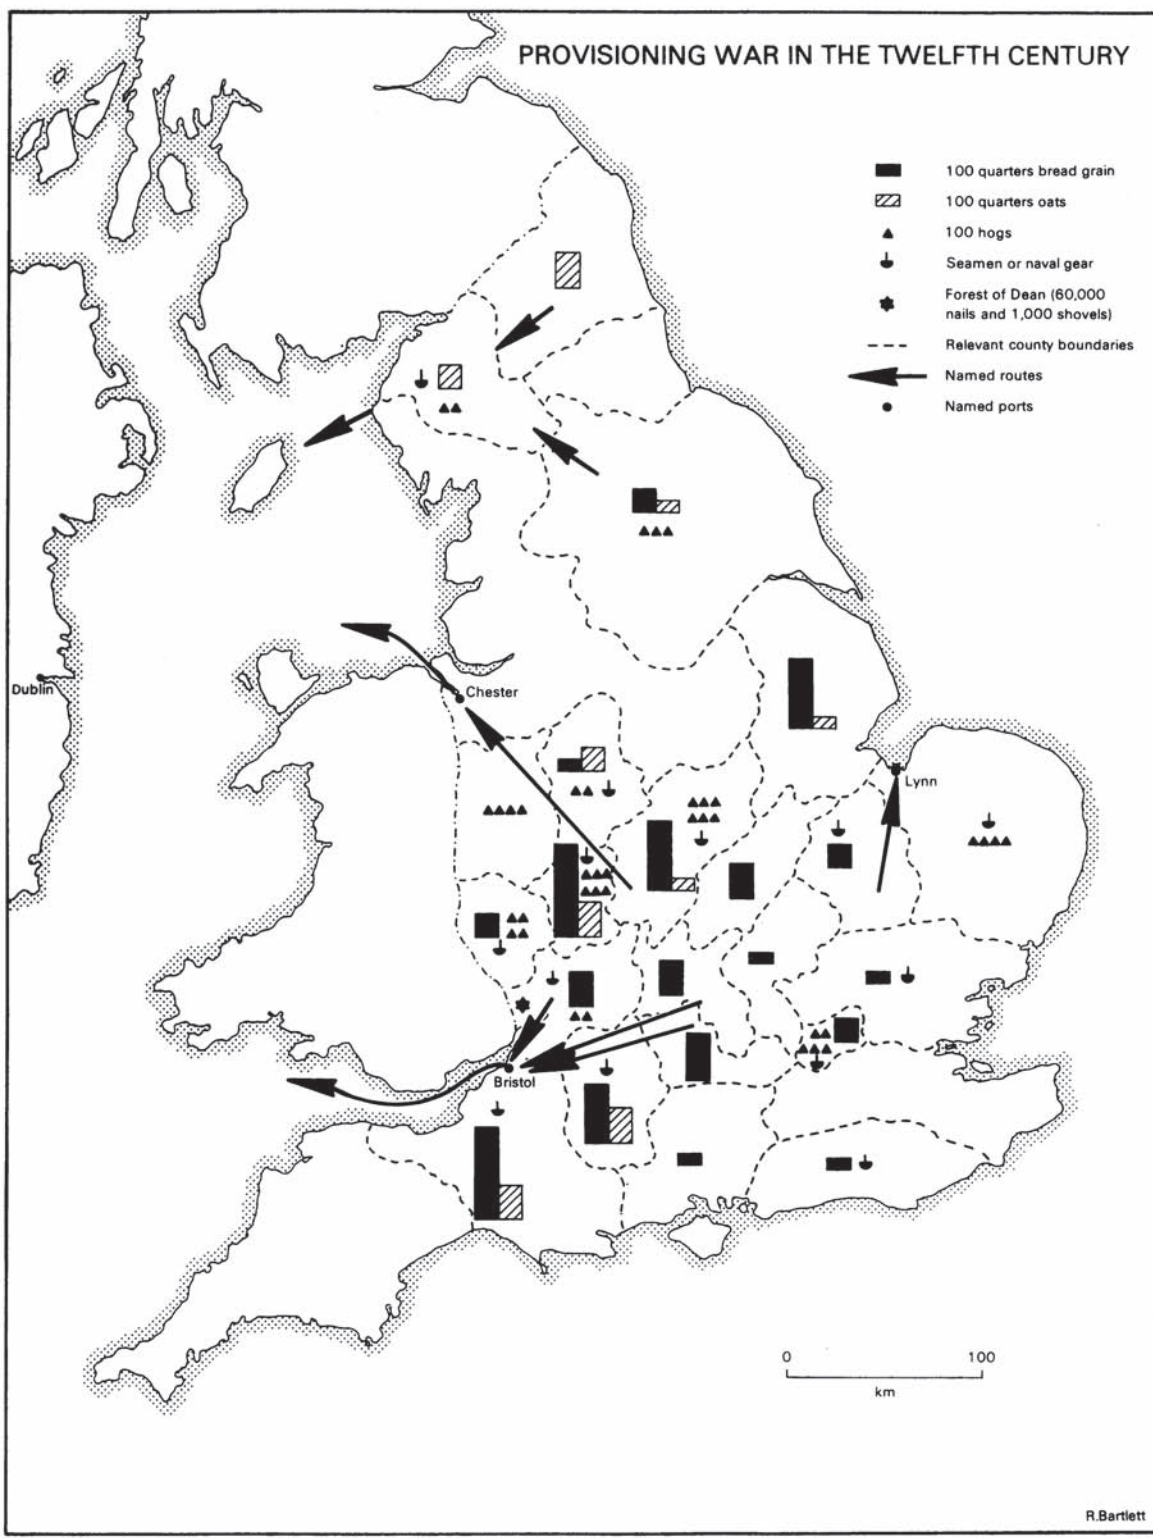 PROVISIONING WAR IN THE TWELFTH CENTURY
100 quarters bread grain
100 quarters oats
100 hogs
Seamen or naval gear
Forest of Dean (60,000
nails and 1,000 shovels)
Relevant county boundaries
Named routes
Named ports
Dublin
Chester
Lynn
Bristol
0 100
km
R.Bartlett